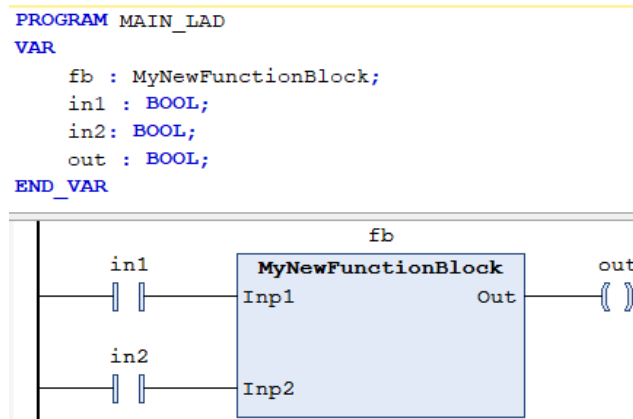 PROGRAM MAIN_LAD
VAR
fb : MyNewFunctionBlock;
in1 : BOOL;
in2: BOOL;
out : BOOL;
END_VAR
fb
in1 MyNewFunctionBlock out
Inp1 Out
in2
Inp2